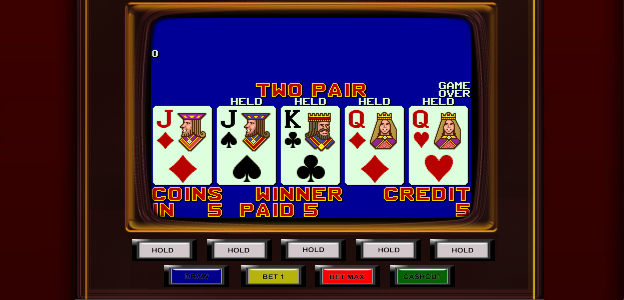 0
TWO PAIR
GAME
OVER
HELD HELD HELD HELD
J J K Q Q
COINS WINNER CREDIT
IN 5 PAID 5 5
HOLD HOLD HOLD HOLD HOLD
BET 1 BET MAX CASHOUT